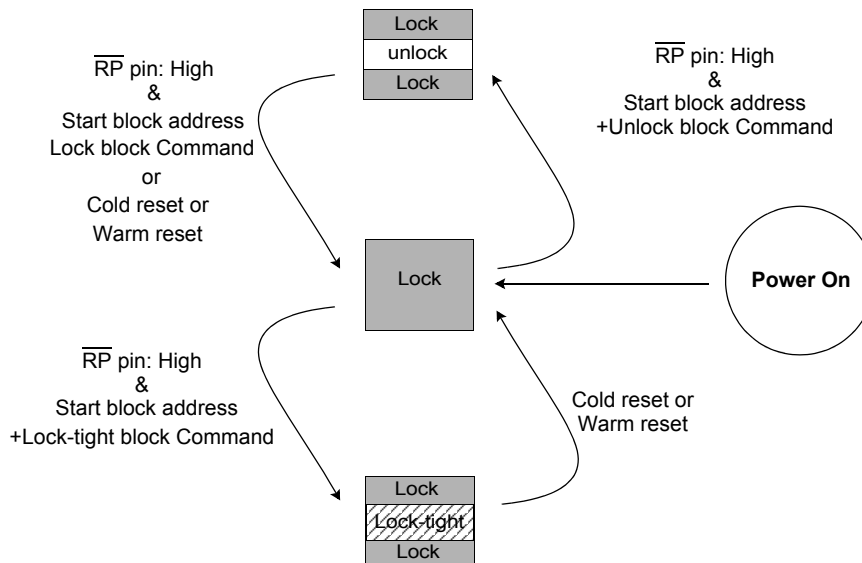 Lock
unlock
Lock
RP pin: High
&
Start block address
Lock block Command
or
Cold reset or
Warm reset
RP pin: High
&
Start block address
+Unlock block Command
Lock
Power On
RP pin: High
&
Start block address
+Lock-tight block Command
Cold reset or
Warm reset
Lock
Lock-tight
Lock